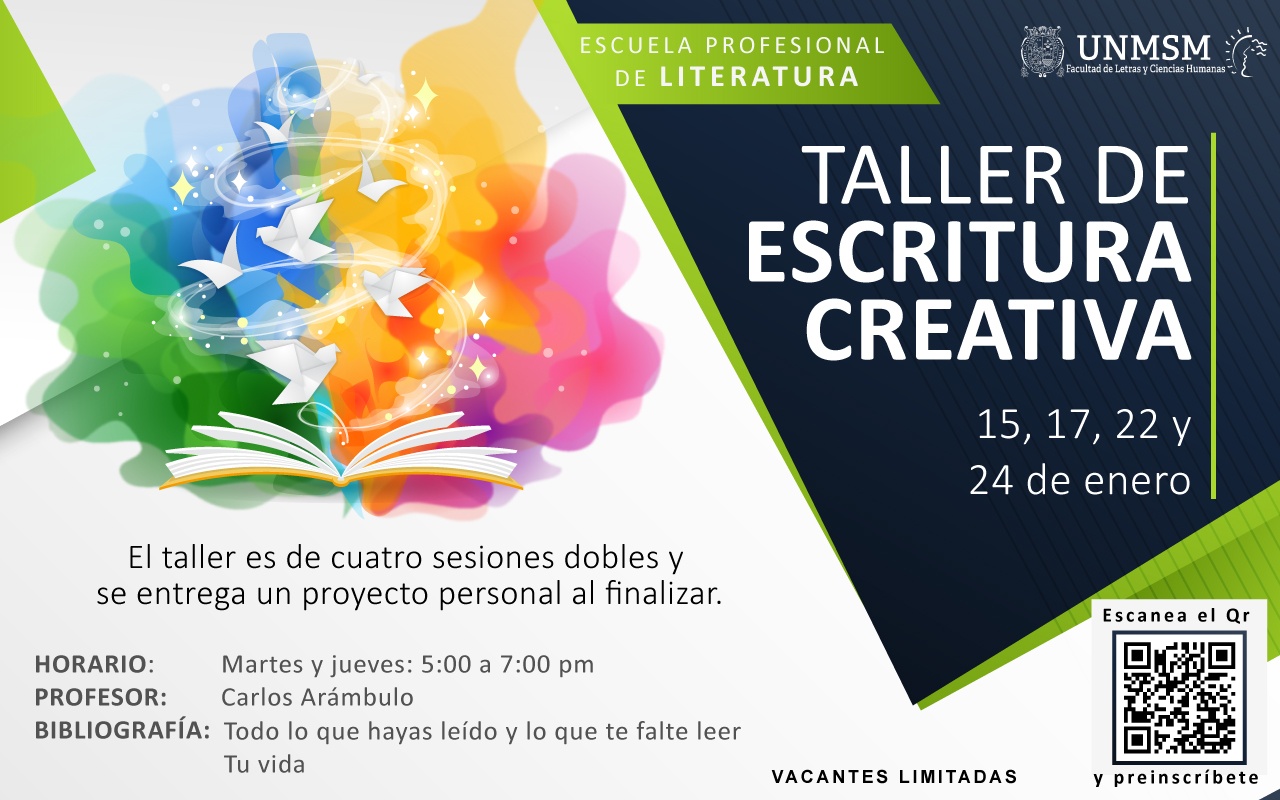 ESCUELA PROFESIONAL
DE LITERATURA
UNMSM
Facultad de Letras y Ciencias Humanas
TALLER DE
ESCRITURA
CREATIVA
15, 17, 22 y
24 de enero
El taller es de cuatro sesiones dobles y
se entrega un proyecto personal al finalizar.
HORARIO: Martes y jueves: 5:00 a 7:00 pm
PROFESOR: Carlos Arámbulo
BIBLIOGRAFÍA: Todo lo que hayas leído y lo que te falte leer
Tu vida
VACANTES LIMITADAS
Escanea el Qr
y preinscríbete